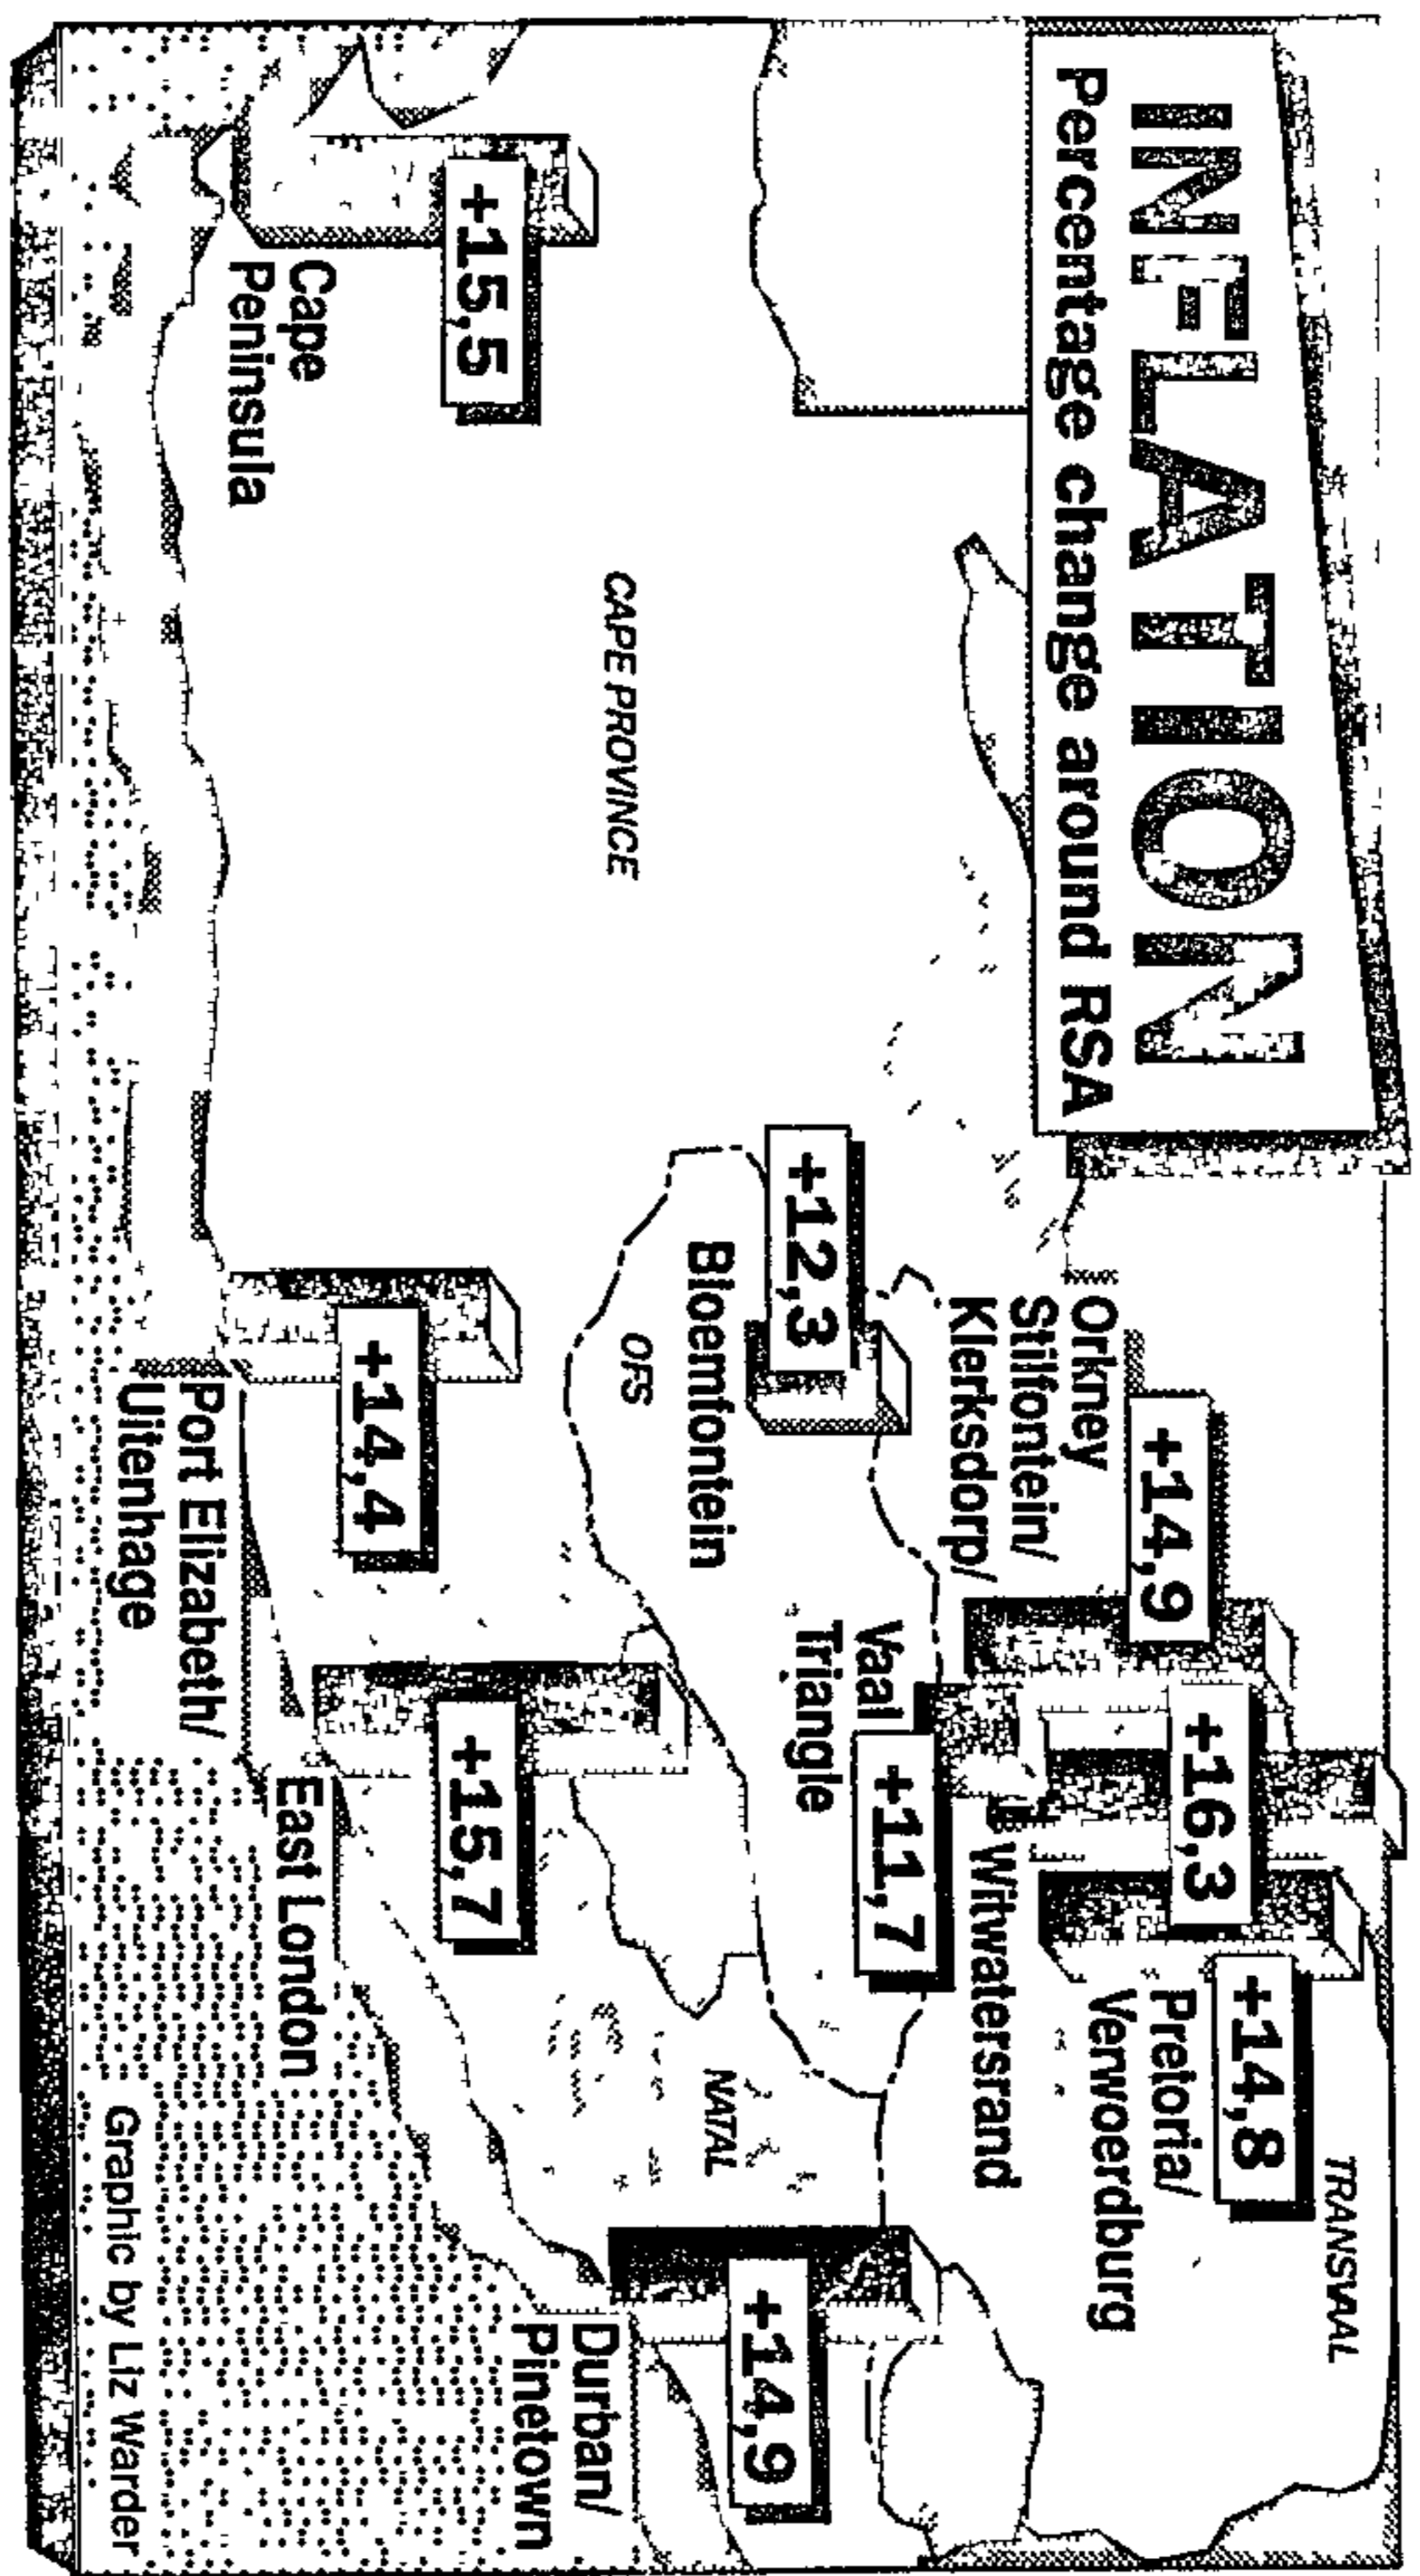 INFLATION
Percentage change around RSA
TRANSVAAL
+14,9
+16,3
+14,8
Orkney
Stilfontein/
Klerksdorp/
Pretoria/
Verwoerdburg
Witwatersrand
+12,3
+11,7
Vaal
Triangle
Bloemfontein
OFS
NATAL
+14,9
CAPE PROVINCE
Durban/
Pinetown
+15,5
+15,7
+14,4
Cape
Peninsula
East London
Port Elizabeth/
Uitenhage
Graphic by Liz Warder